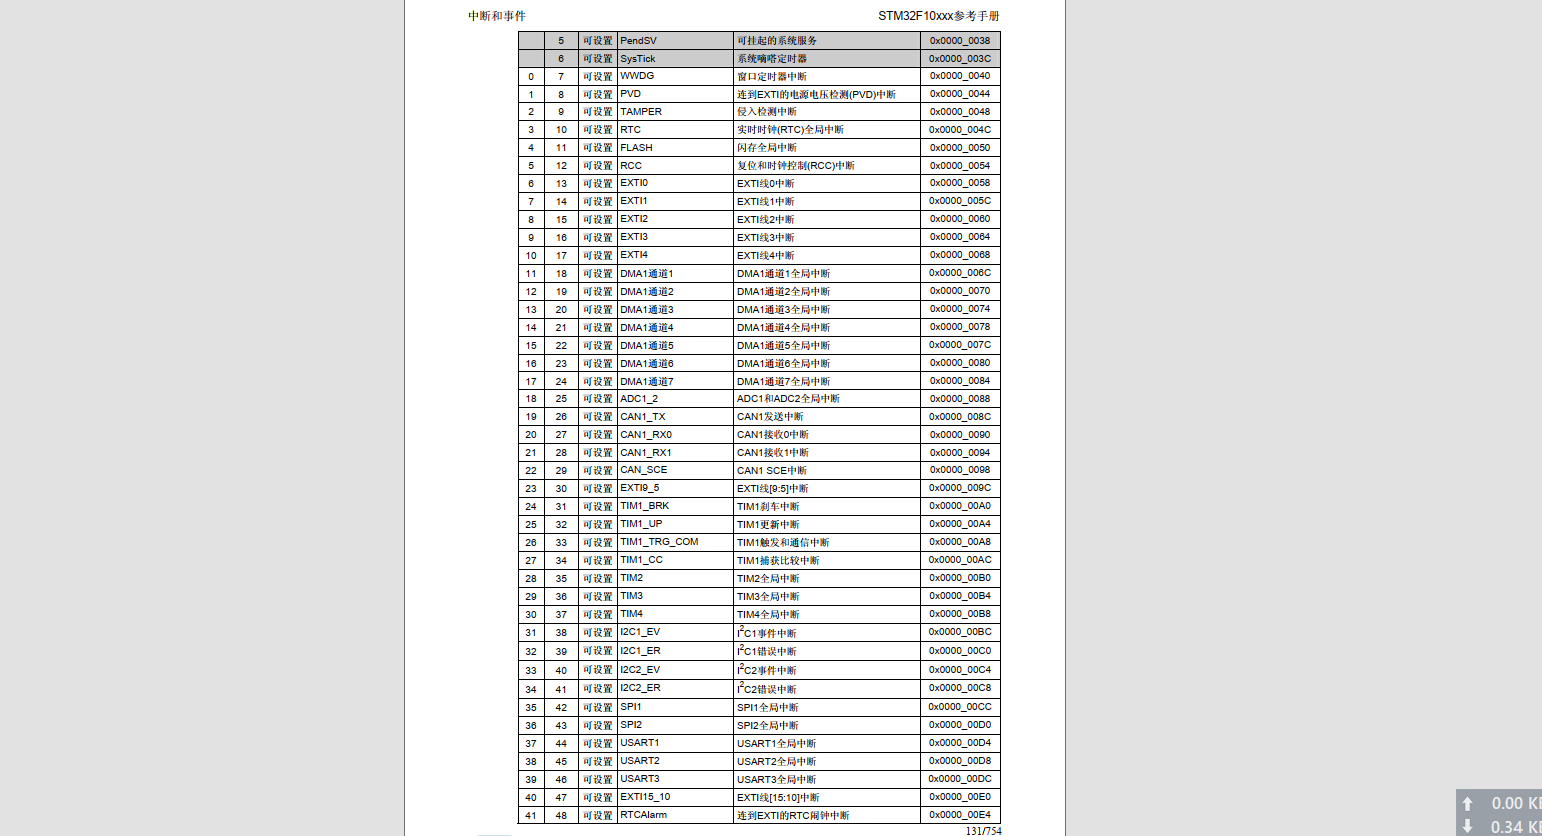 中断和事件 STM32F10xxx参考手册
5 可设置 PendSV 可挂起的系统服务 0x0000_0038
6 可设置 SysTick 系统嘀嗒定时器 0x0000_003C
0 7 可设置 WWDG 窗口定时器中断 0x0000_0040
1 8 可设置 PVD 连到EXTI的电源电压检测(PVD)中断 0x0000_0044
2 9 可设置 TAMPER 侵入检测中断 0x0000_0048
3 10 可设置 RTC 实时时钟(RTC)全局中断 0x0000_004C
4 11 可设置 FLASH 闪存全局中断 0x0000_0050
5 12 可设置 RCC 复位和时钟控制(RCC)中断 0x0000_0054
6 13 可设置 EXTI0 EXTI线0中断 0x0000_0058
7 14 可设置 EXTI1 EXTI线1中断 0x0000_005C
8 15 可设置 EXTI2 EXTI线2中断 0x0000_0060
9 16 可设置 EXTI3 EXTI线3中断 0x0000_0064
10 17 可设置 EXTI4 EXTI线4中断 0x0000_0068
11 18 可设置 DMA1通道1 DMA1通道1全局中断 0x0000_006C
12 19 可设置 DMA1通道2 DMA1通道2全局中断 0x0000_0070
13 20 可设置 DMA1通道3 DMA1通道3全局中断 0x0000_0074
14 21 可设置 DMA1通道4 DMA1通道4全局中断 0x0000_0078
15 22 可设置 DMA1通道5 DMA1通道5全局中断 0x0000_007C
16 23 可设置 DMA1通道6 DMA1通道6全局中断 0x0000_0080
17 24 可设置 DMA1通道7 DMA1通道7全局中断 0x0000_0084
18 25 可设置 ADC1_2 ADC1和ADC2全局中断 0x0000_0088
19 26 可设置 CAN1_TX CAN1发送中断 0x0000_008C
20 27 可设置 CAN1_RX0 CAN1接收0中断 0x0000_0090
21 28 可设置 CAN1_RX1 CAN1接收1中断 0x0000_0094
22 29 可设置 CAN_SCE CAN1 SCE中断 0x0000_0098
23 30 可设置 EXTI9_5 EXTI线[9:5]中断 0x0000_009C
24 31 可设置 TIM1_BRK TIM1刹车中断 0x0000_00A0
25 32 可设置 TIM1_UP TIM1更新中断 0x0000_00A4
26 33 可设置 TIM1_TRG_COM TIM1触发和通信中断 0x0000_00A8
27 34 可设置 TIM1_CC TIM1捕获比较中断 0x0000_00AC
28 35 可设置 TIM2 TIM2全局中断 0x0000_00B0
29 36 可设置 TIM3 TIM3全局中断 0x0000_00B4
30 37 可设置 TIM4 TIM4全局中断 0x0000_00B8
31 38 可设置 I2C1_EV I²C1事件中断 0x0000_00BC
32 39 可设置 I2C1_ER I²C1错误中断 0x0000_00C0
33 40 可设置 I2C2_EV I²C2事件中断 0x0000_00C4
34 41 可设置 I2C2_ER I²C2错误中断 0x0000_00C8
35 42 可设置 SPI1 SPI1全局中断 0x0000_00CC
36 43 可设置 SPI2 SPI2全局中断 0x0000_00D0
37 44 可设置 USART1 USART1全局中断 0x0000_00D4
38 45 可设置 USART2 USART2全局中断 0x0000_00D8
39 46 可设置 USART3 USART3全局中断 0x0000_00DC
40 47 可设置 EXTI15_10 EXTI线[15:10]中断 0x0000_00E0
41 48 可设置 RTCAlarm 连到EXTI的RTC闹钟中断 0x0000_00E4
131/754
0.00 K
0.34 K